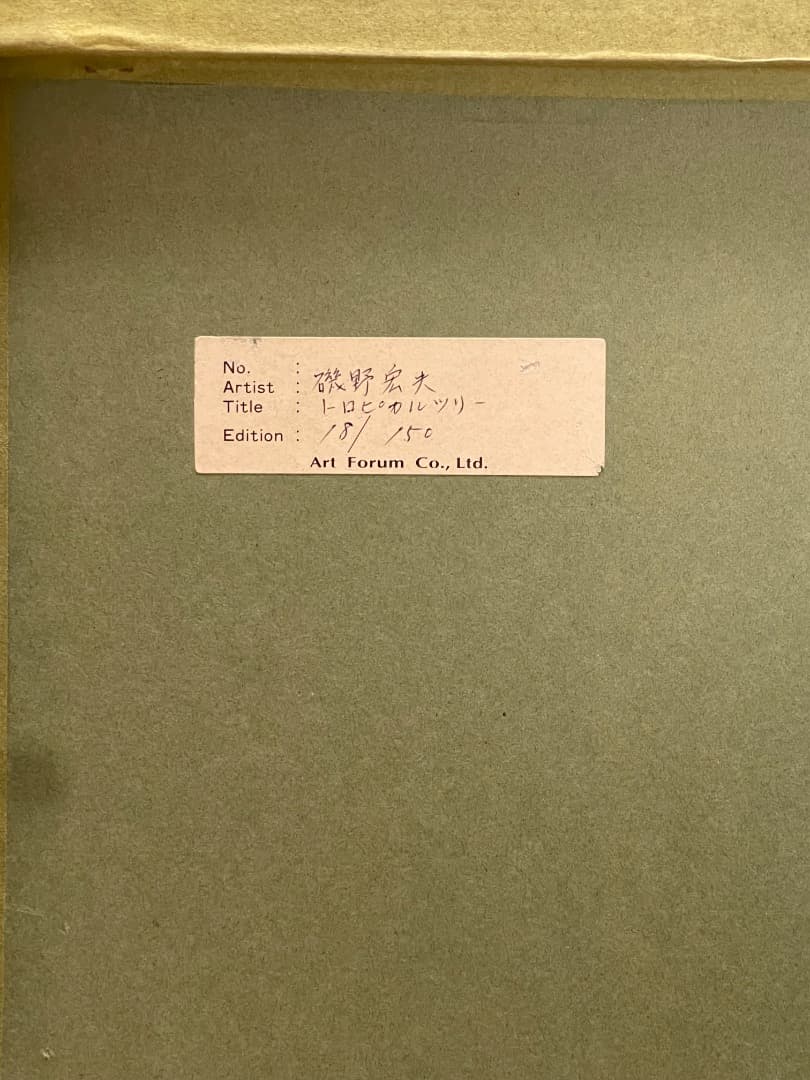 No. :
Artist : 磯野宏夫
Title : トロピカルツリー
Edition : 18/150
Art Forum Co., Ltd.